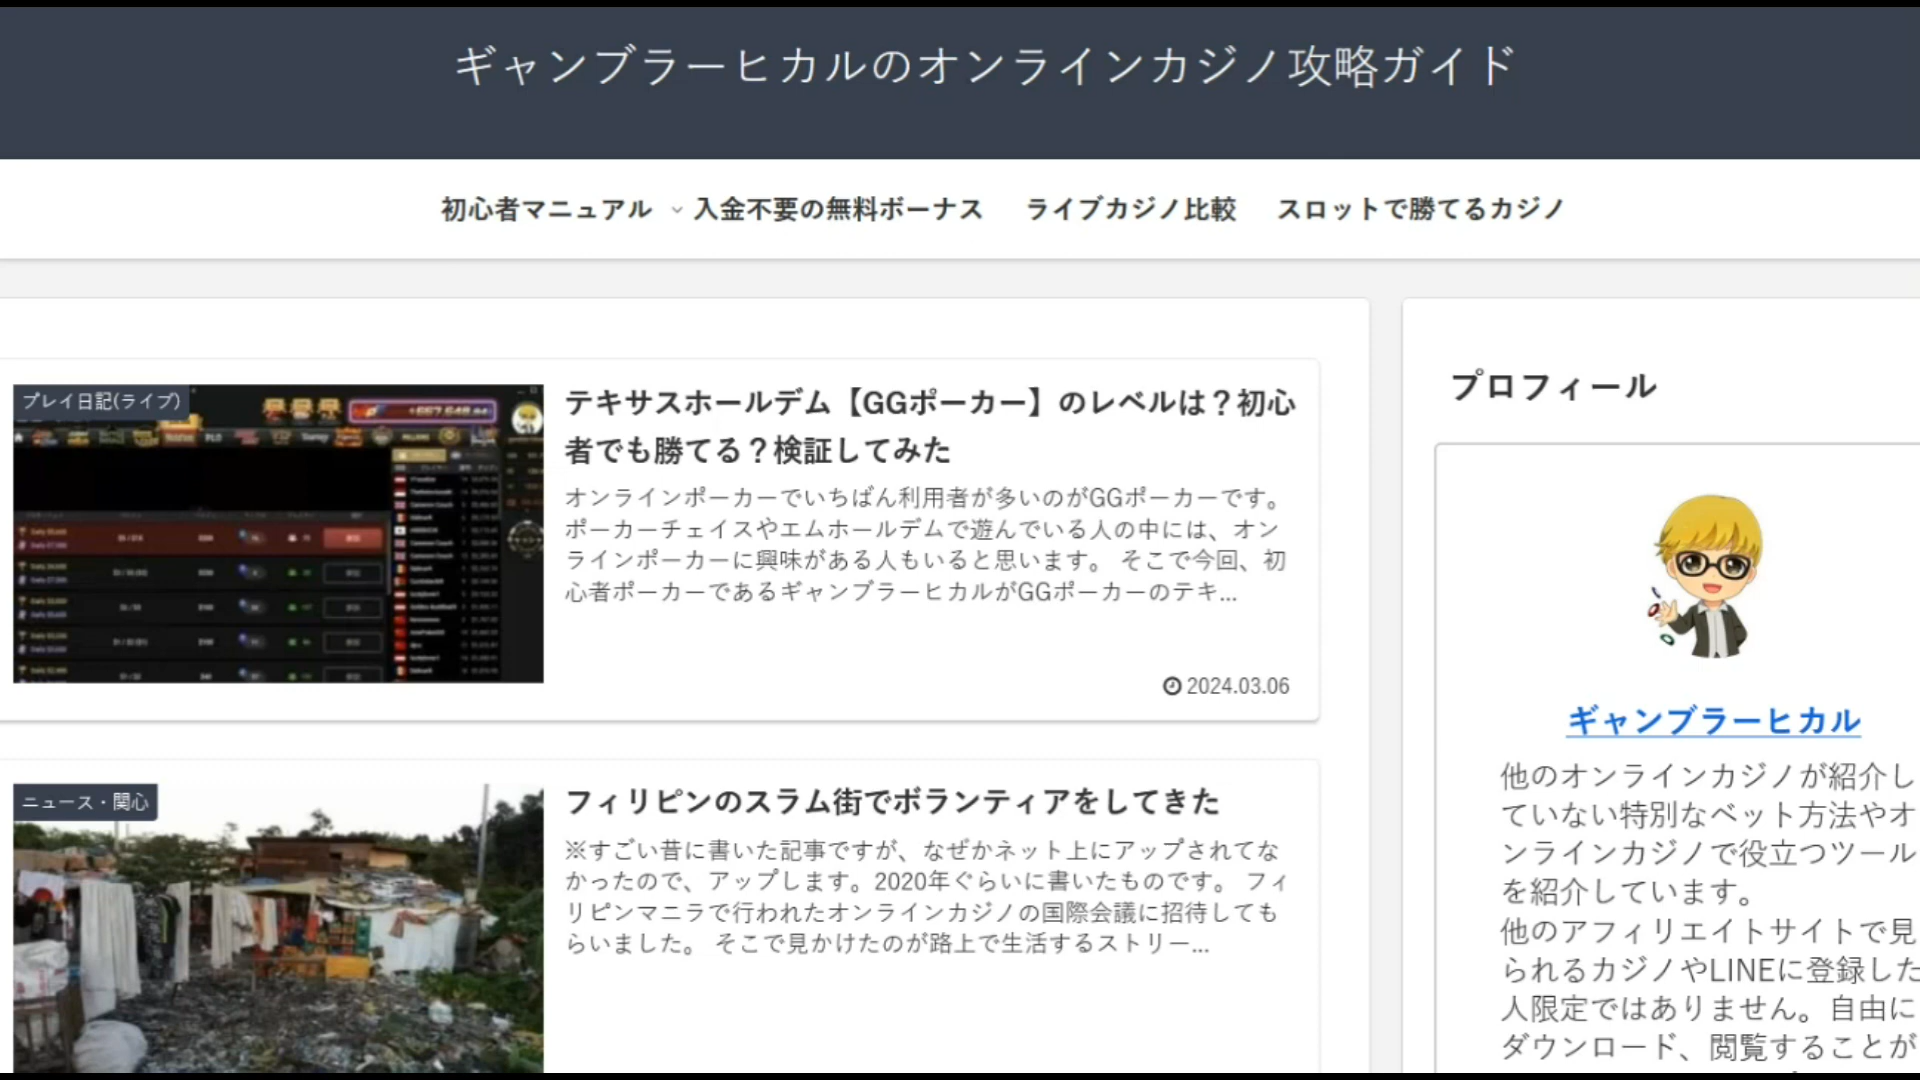 ギャンブラーヒカルのオンラインカジノ攻略ガイド
初心者マニュアル
入金不要の無料ボーナス
ライブカジノ比較
スロットで勝てるカジノ
プレイ日記(ライブ)
テキサスホールデム【GGポーカー】のレベルは？初心
者でも勝てる？検証してみた
オンラインポーカーでいちばん利用者が多いのがGGポーカーです。
ポーカーチェイスやエムホールデムで遊んでいる人の中には、オン
ラインポーカーに興味がある人もいると思います。 そこで今回、初
心者ポーカーであるギャンブラーヒカルがGGポーカーのテキ...
2024.03.06
ニュース・関心
フィリピンのスラム街でボランティアをしてきた
※すごい昔に書いた記事ですが、なぜかネット上にアップされてな
かったので、アップします。2020年ぐらいに書いたものです。 フィ
リピンマニラで行われたオンラインカジノの国際会議に招待しても
らいました。 そこで見かけたのが路上で生活するストリー...
プロフィール
ギャンブラーヒカル
他のオンラインカジノが紹介し
ていない特別なベット方法やオ
ンラインカジノで役立つツール
を紹介しています。
他のアフィリエイトサイトで見
られるカジノやLINEに登録した
人限定ではありません。自由に
ダウンロード、閲覧することが